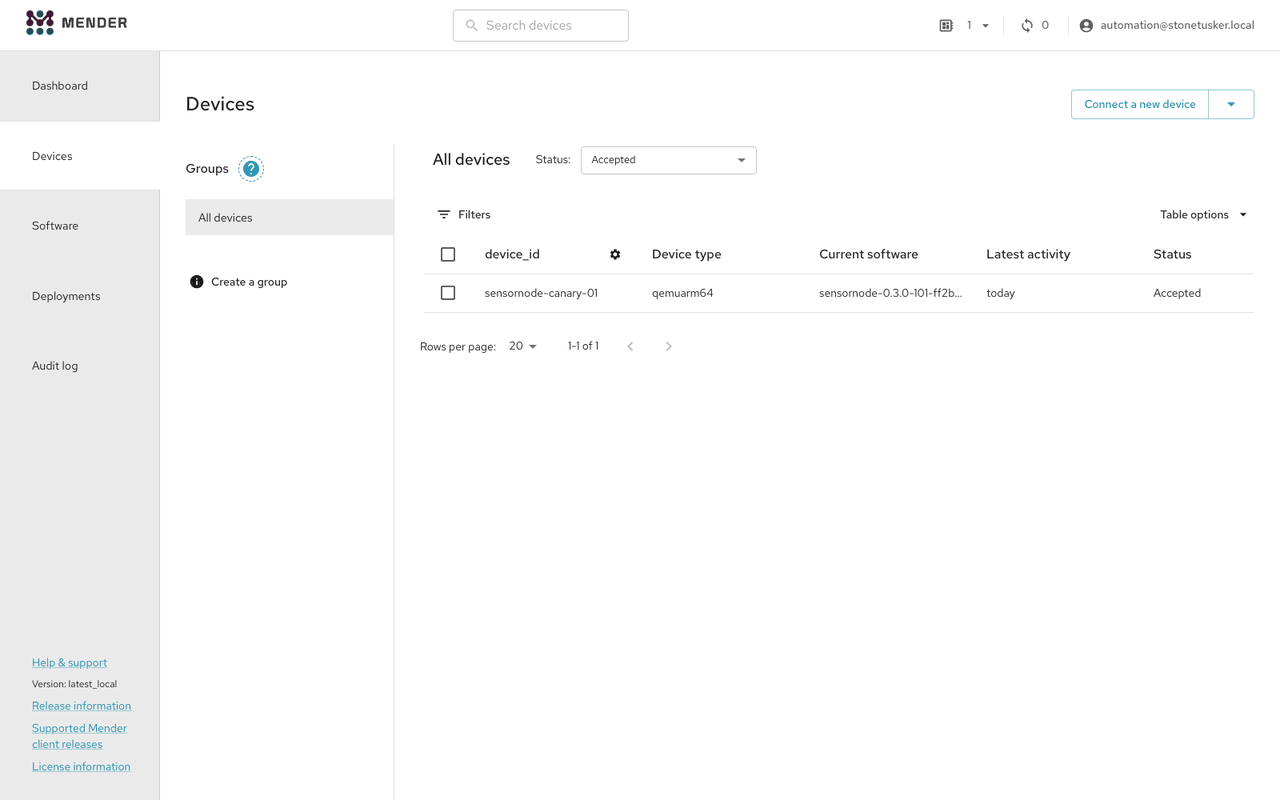 MENDER
Search devices
1
0
automation@stonetusker.local
Dashboard
Devices
Software
Deployments
Audit log
Help & support
Version: latest_local
Release information
Supported Mender
client releases
License information
Devices
Connect a new device
Groups ?
All devices
Create a group
All devices Status: Accepted
Filters
Table options
device_id Device type Current software Latest activity Status
sensornode-canary-01 qemuarm64 sensornode-0.3.0-101-ff2b... today Accepted
Rows per page: 20 1-1 of 1